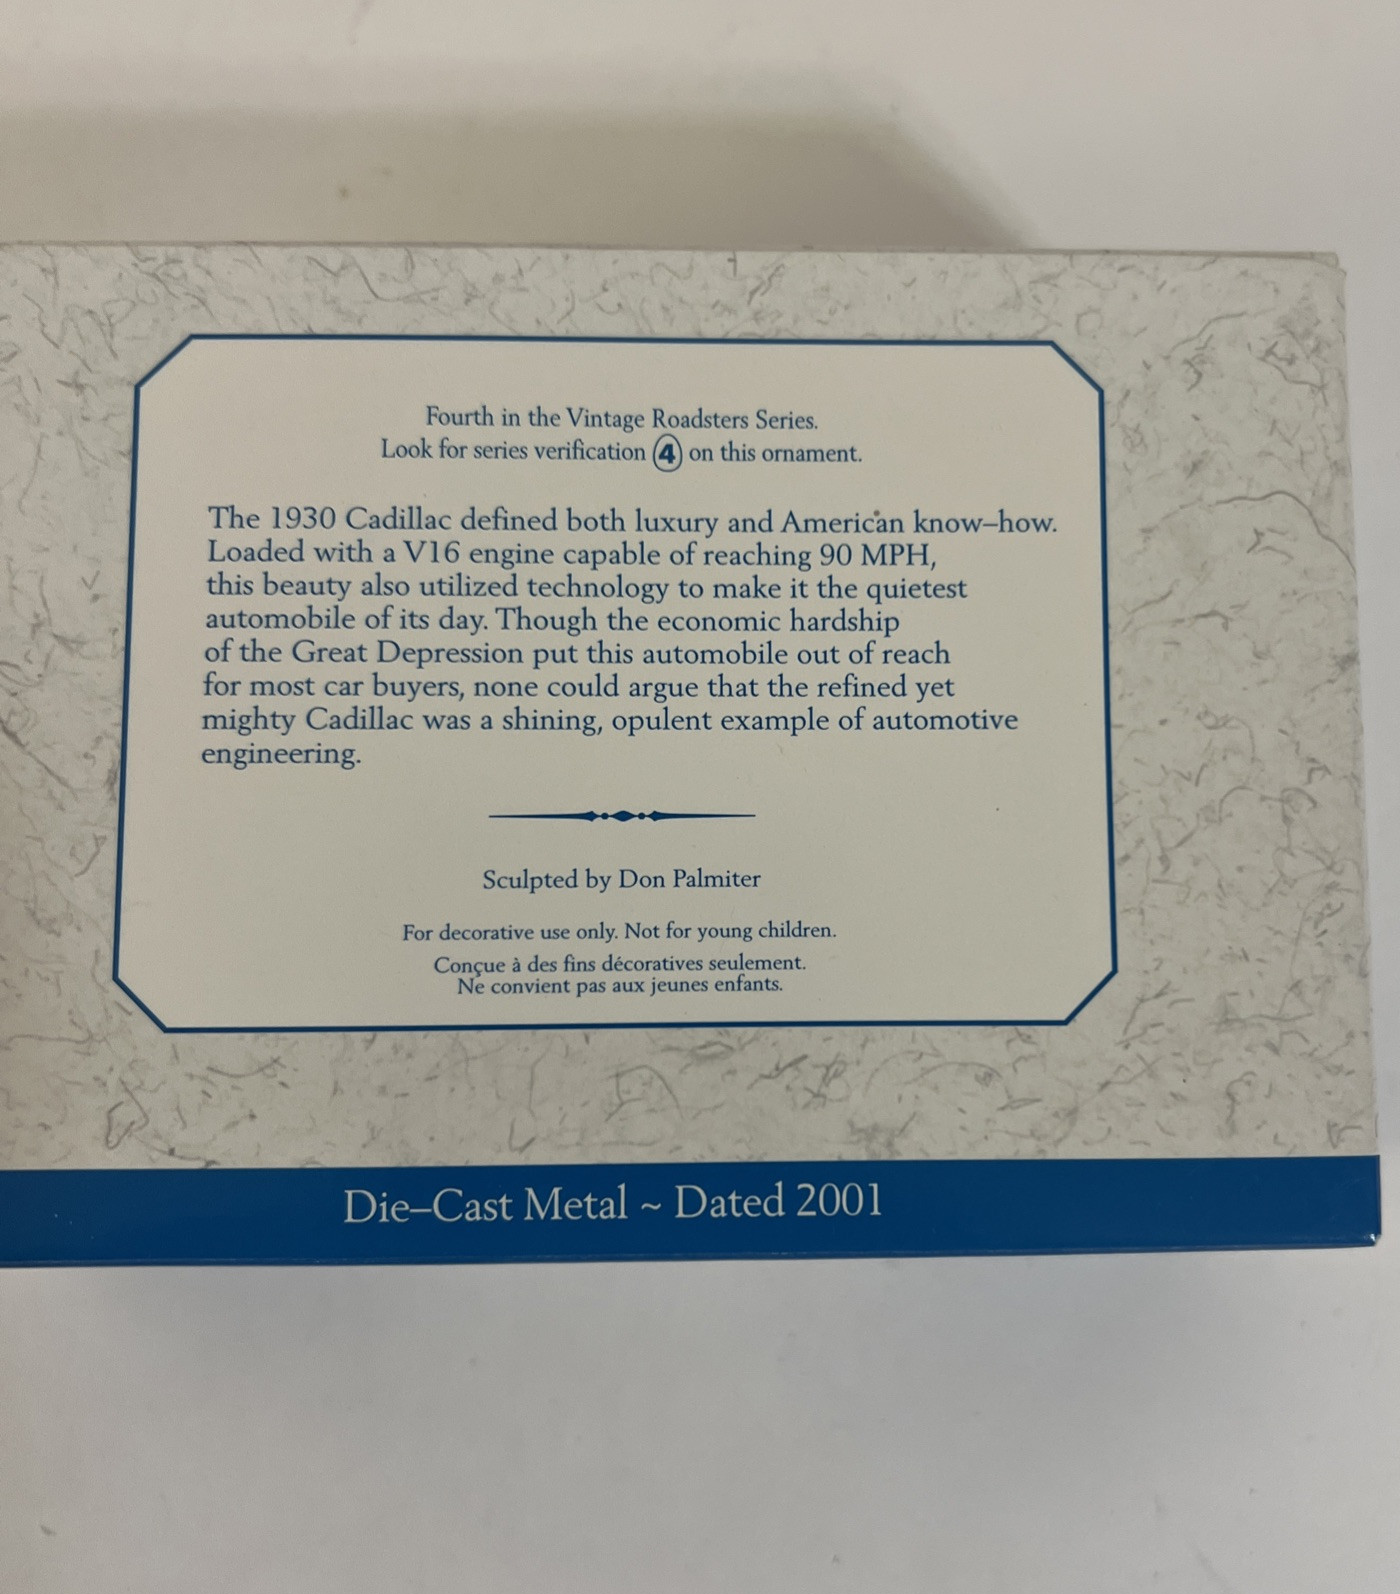 Fourth in the Vintage Roadsters Series.
Look for series verification 4 on this ornament.
The 1930 Cadillac defined both luxury and American know–how.
Loaded with a V16 engine capable of reaching 90 MPH,
this beauty also utilized technology to make it the quietest
automobile of its day. Though the economic hardship
of the Great Depression put this automobile out of reach
for most car buyers, none could argue that the refined yet
mighty Cadillac was a shining, opulent example of automotive
engineering.
Sculpted by Don Palmiter
For decorative use only. Not for young children.
Conçue à des fins décoratives seulement.
Ne convient pas aux jeunes enfants.
Die–Cast Metal ~ Dated 2001